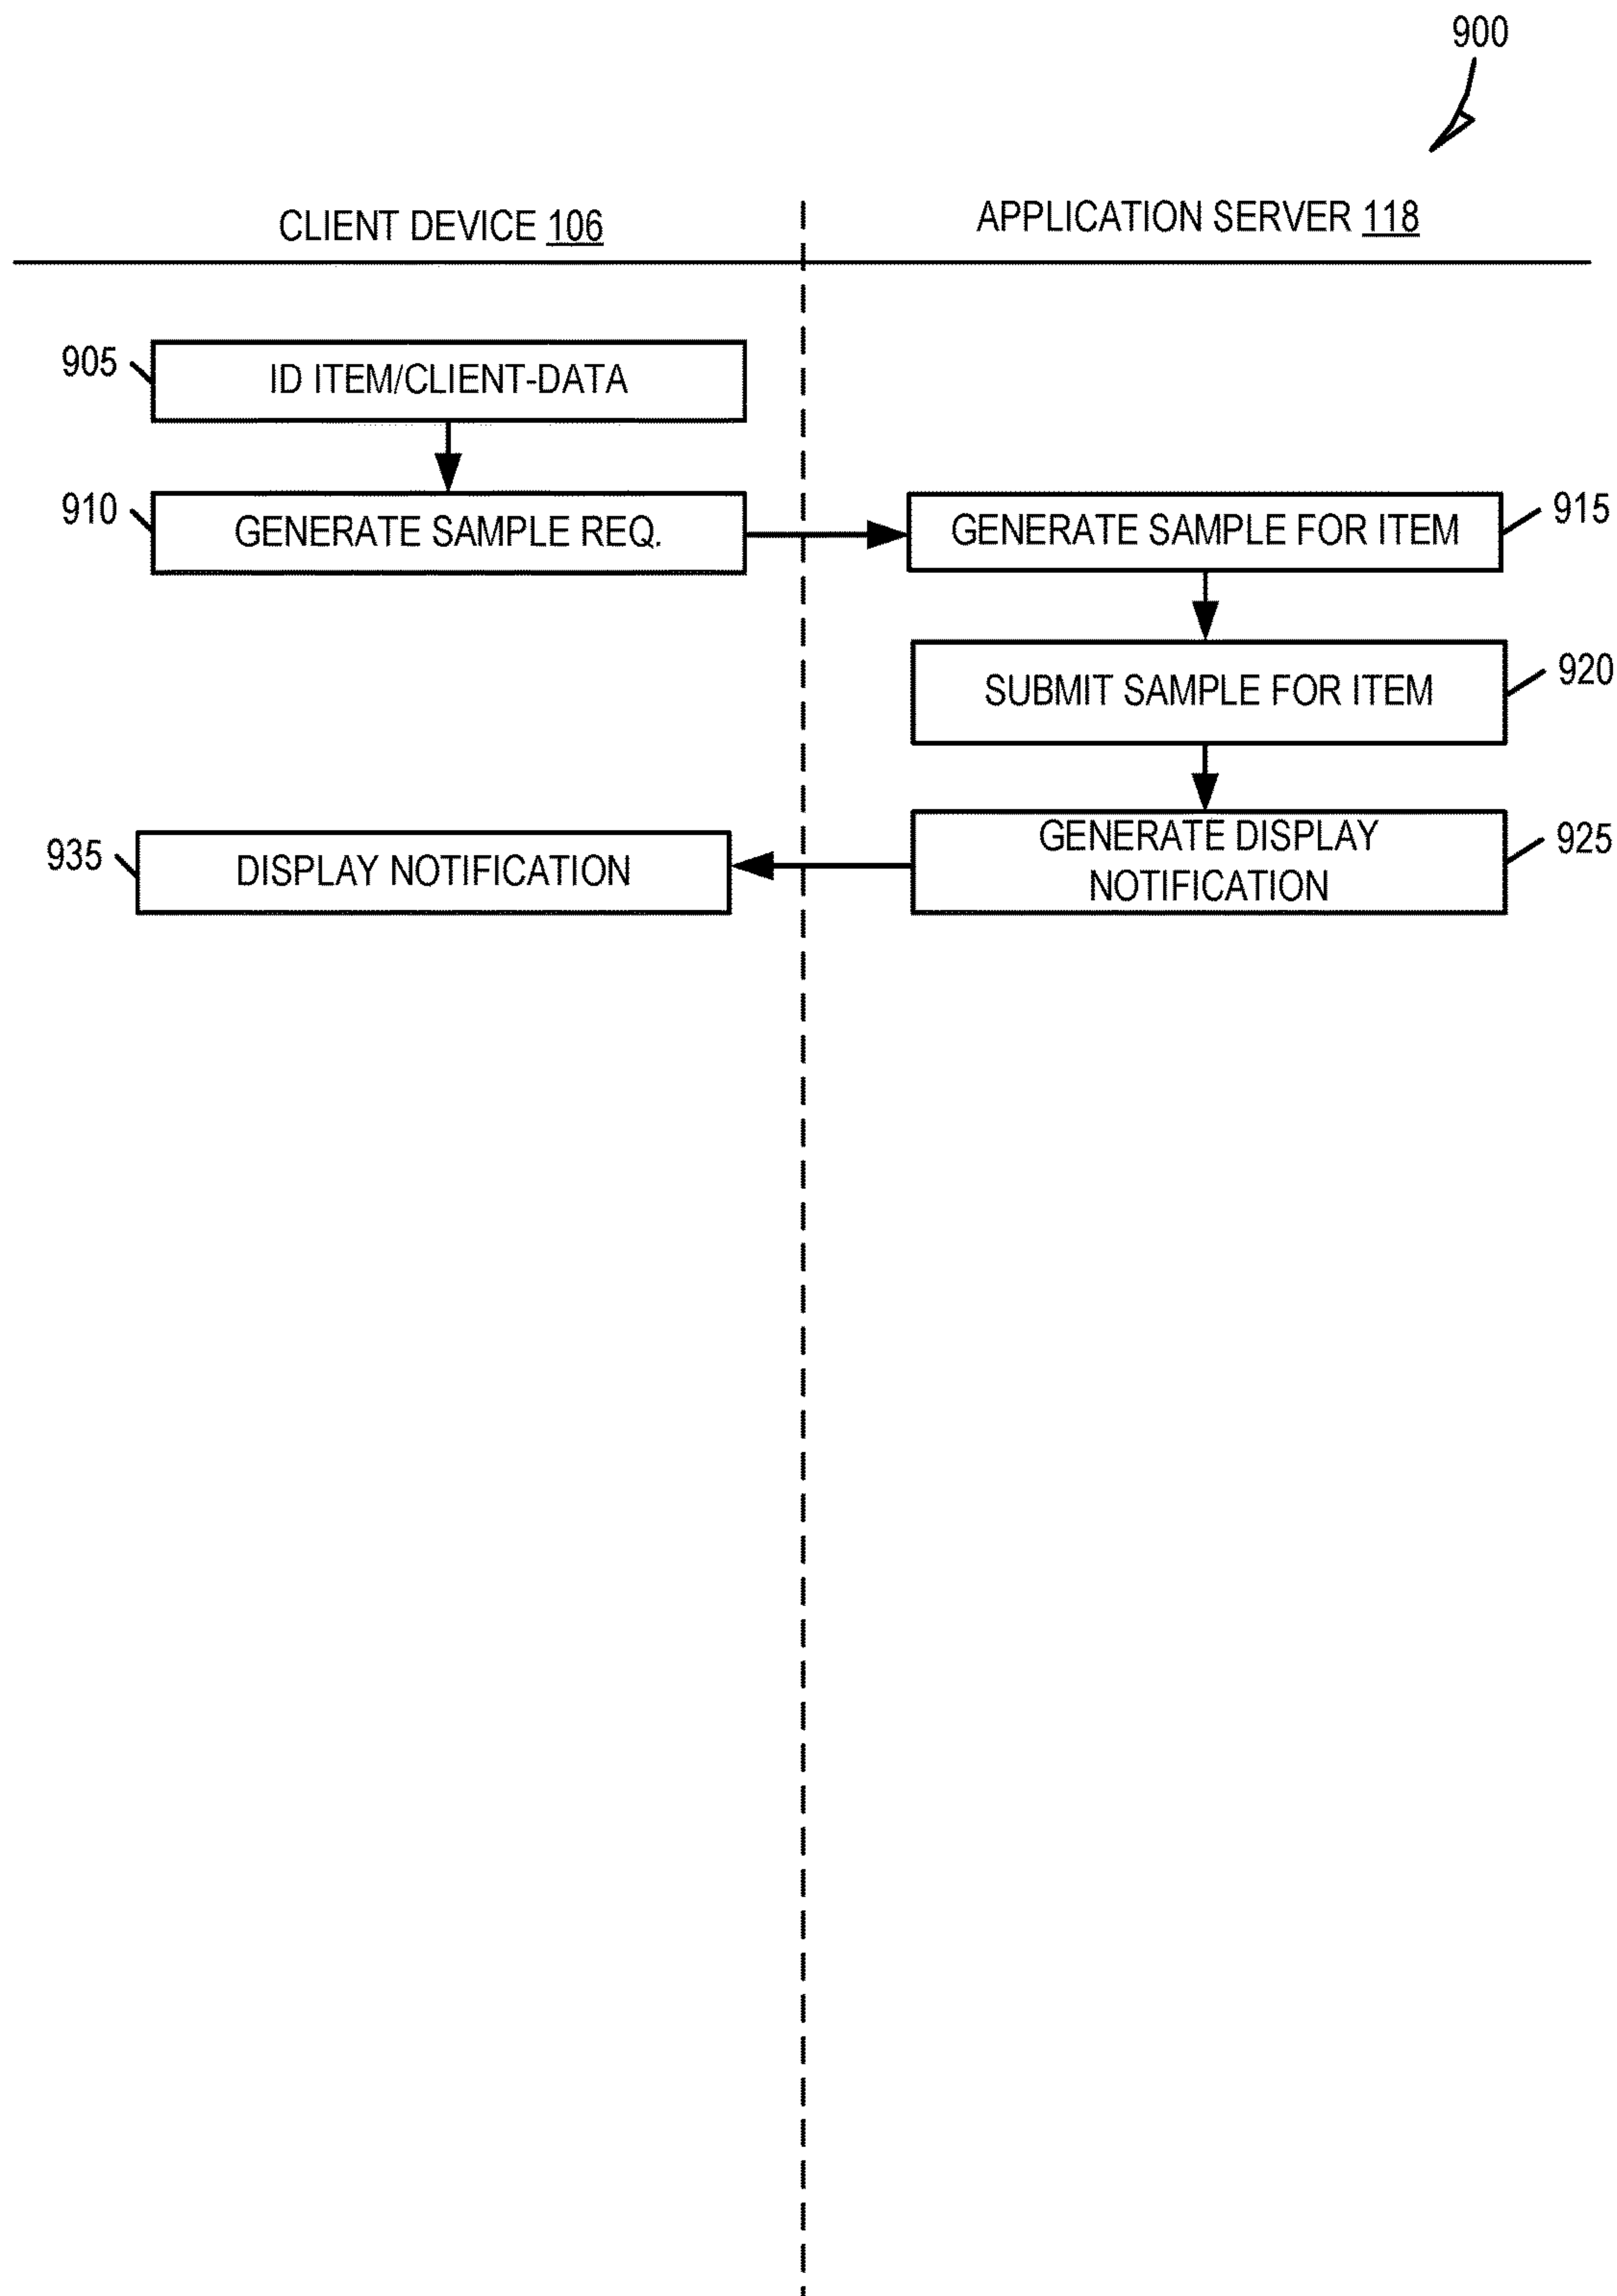 900
CLIENT DEVICE 106
APPLICATION SERVER 118
905
ID ITEM/CLIENT-DATA
910
GENERATE SAMPLE REQ.
GENERATE SAMPLE FOR ITEM
915
SUBMIT SAMPLE FOR ITEM
920
935
DISPLAY NOTIFICATION
GENERATE DISPLAY
NOTIFICATION
925